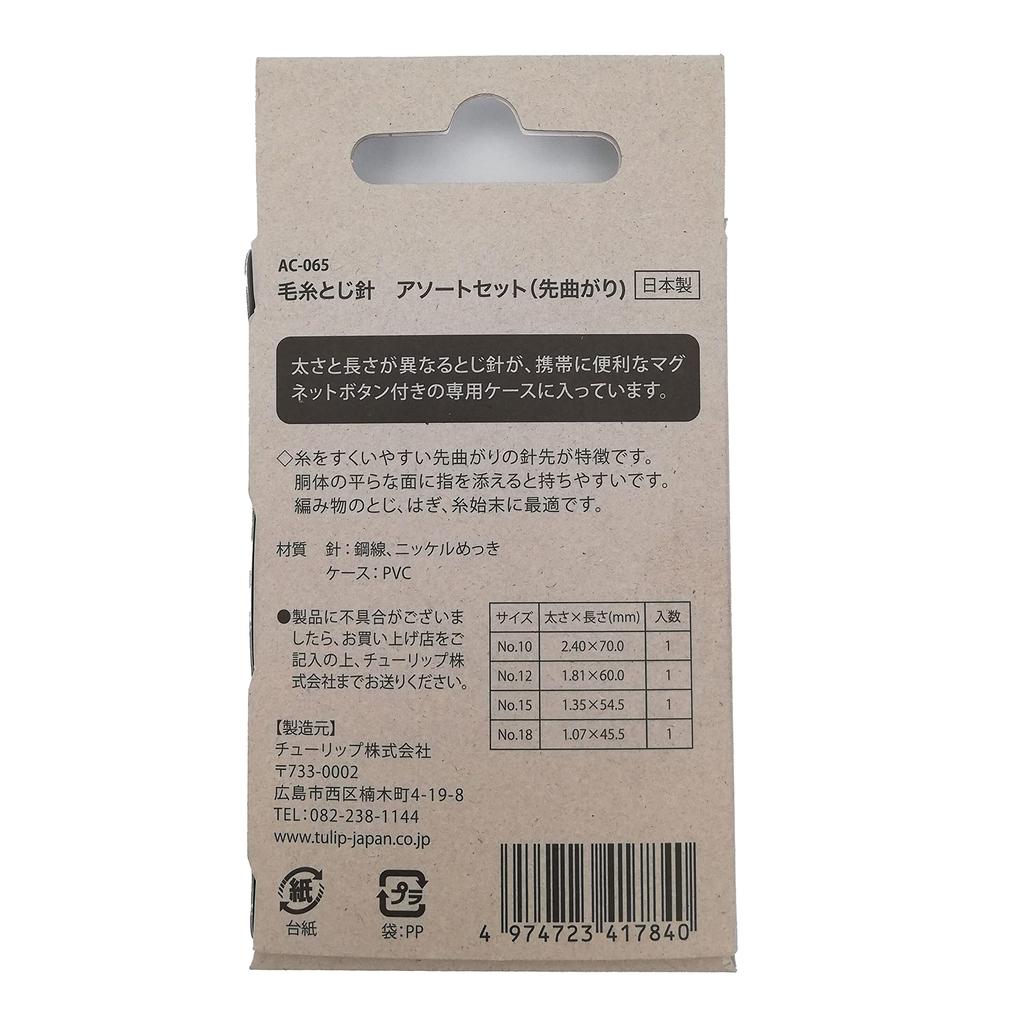 AC-065
毛糸とじ針 アソートセット(先曲がり) 日本製
太さと長さが異なるとじ針が、携帯に便利なマグ
ネットボタン付きの専用ケースに入っています。
◇糸をすくいやすい先曲がりの針先が特徴です。
胴体の平らな面に指を添えると持ちやすいです。
編み物のとじ、はぎ、糸始末に最適です。
材質 針：鋼線、ニッケルめっき
ケース：PVC
●製品に不具合がございま
したら、お買い上げ店をご
記入の上、チューリップ株
式会社までお送りください。
サイズ 太さ×長さ(mm) 入数
No.10 2.40×70.0 1
No.12 1.81×60.0 1
No.15 1.35×54.5 1
No.18 1.07×45.5 1
【製造元】
チューリップ株式会社
〒733-0002
広島市西区楠木町4-19-8
TEL：082-238-1144
www.tulip-japan.co.jp
紙
台紙
プラ
袋：PP
4 974723 417840